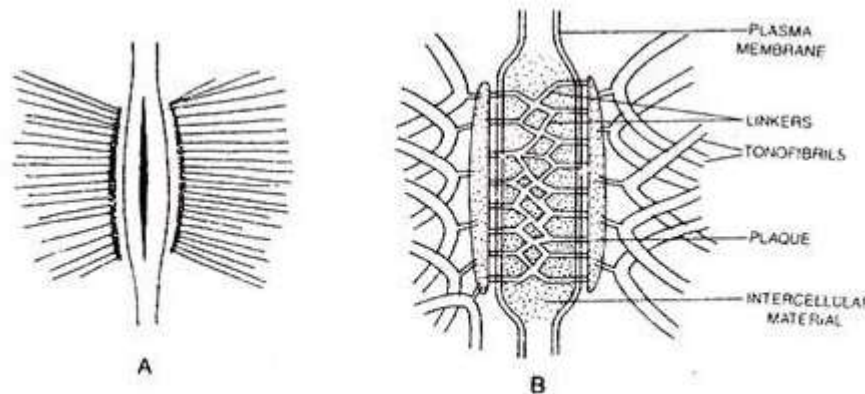 PLASMA
MEMBRANE
LINKERS
TONOFIBRILS
PLAQUE
INTERCELLULAR
MATERIAL
A
B